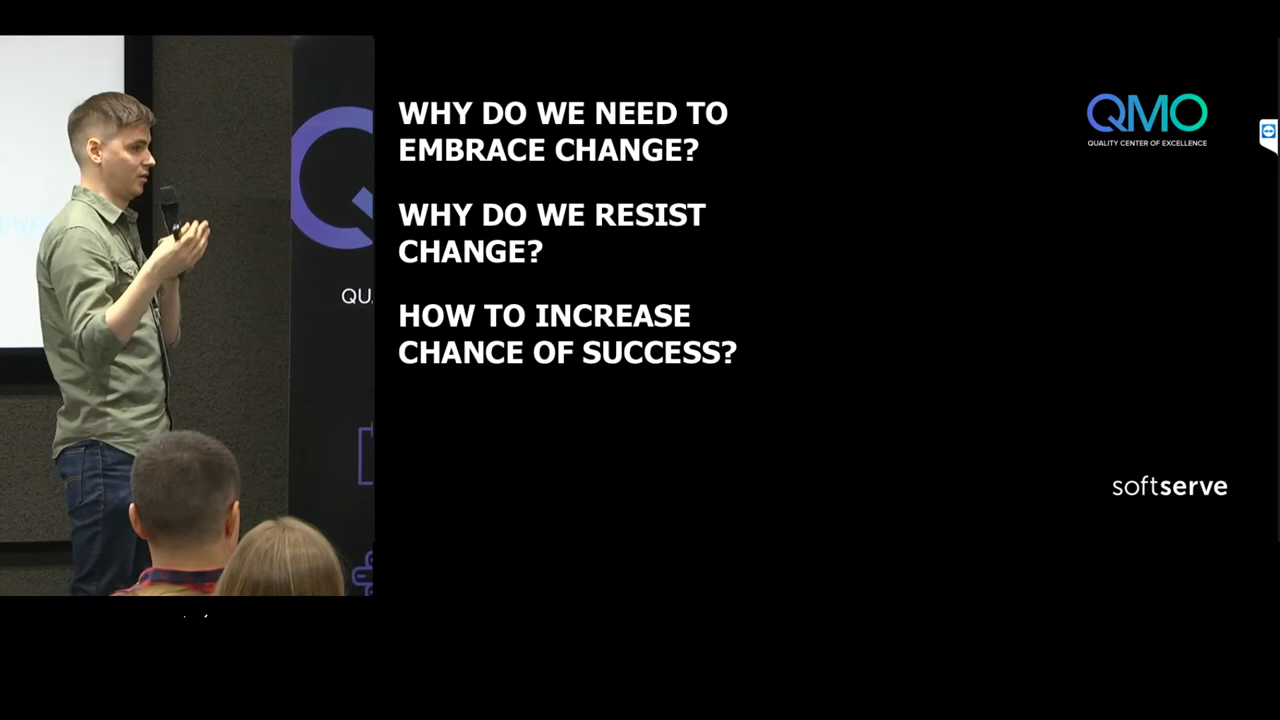 WHY DO WE NEED TO
EMBRACE CHANGE?
WHY DO WE RESIST
CHANGE?
HOW TO INCREASE
CHANCE OF SUCCESS?
QMO
QUALITY CENTER OF EXCELLENCE
softserve
Q
QU